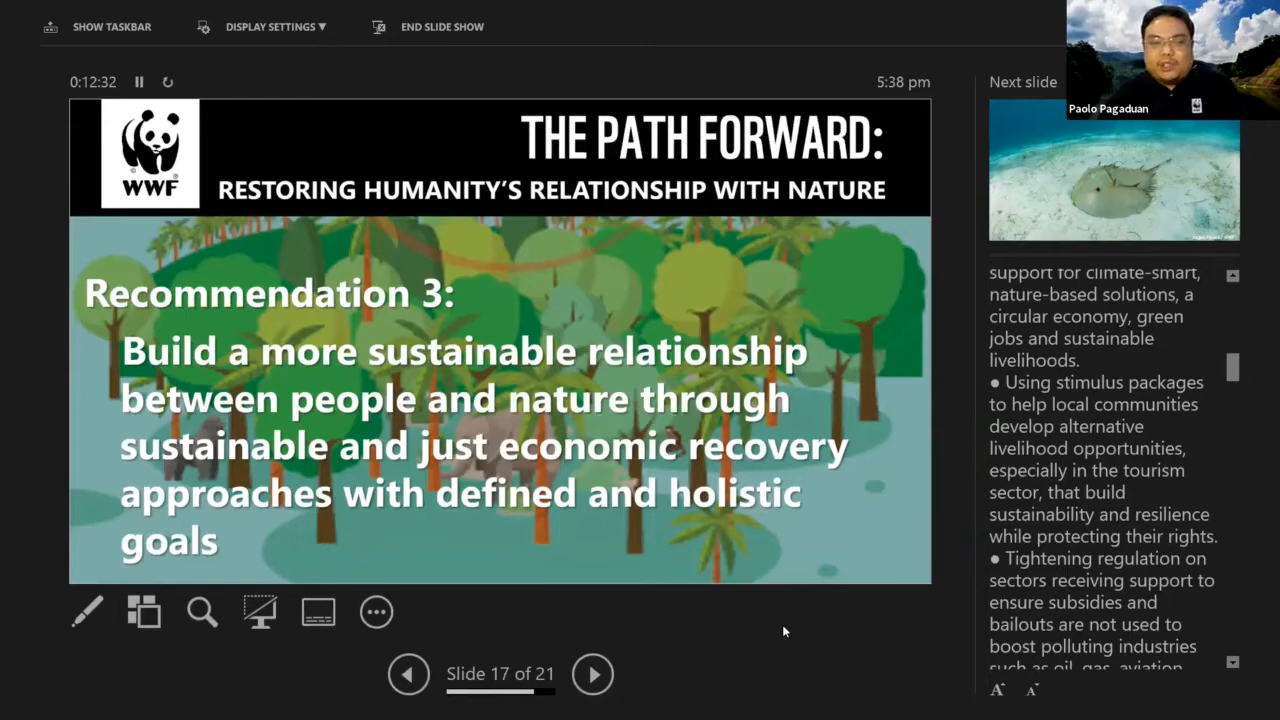 SHOW TASKBAR
DISPLAY SETTINGS ▼
END SLIDE SHOW
0:12:32
5:38 pm
Next slide
Paolo Pagaduan
WWF
®
THE PATH FORWARD:
RESTORING HUMANITY'S RELATIONSHIP WITH NATURE
Recommendation 3:
Build a more sustainable relationship
between people and nature through
sustainable and just economic recovery
approaches with defined and holistic
goals
support for climate-smart,
nature-based solutions, a
circular economy, green
jobs and sustainable
livelihoods.
● Using stimulus packages
to help local communities
develop alternative
livelihood opportunities,
especially in the tourism
sector, that build
sustainability and resilience
while protecting their rights.
● Tightening regulation on
sectors receiving support to
ensure subsidies and
bailouts are not used to
boost polluting industries
such as oil, gas, aviation
Slide 17 of 21
A A